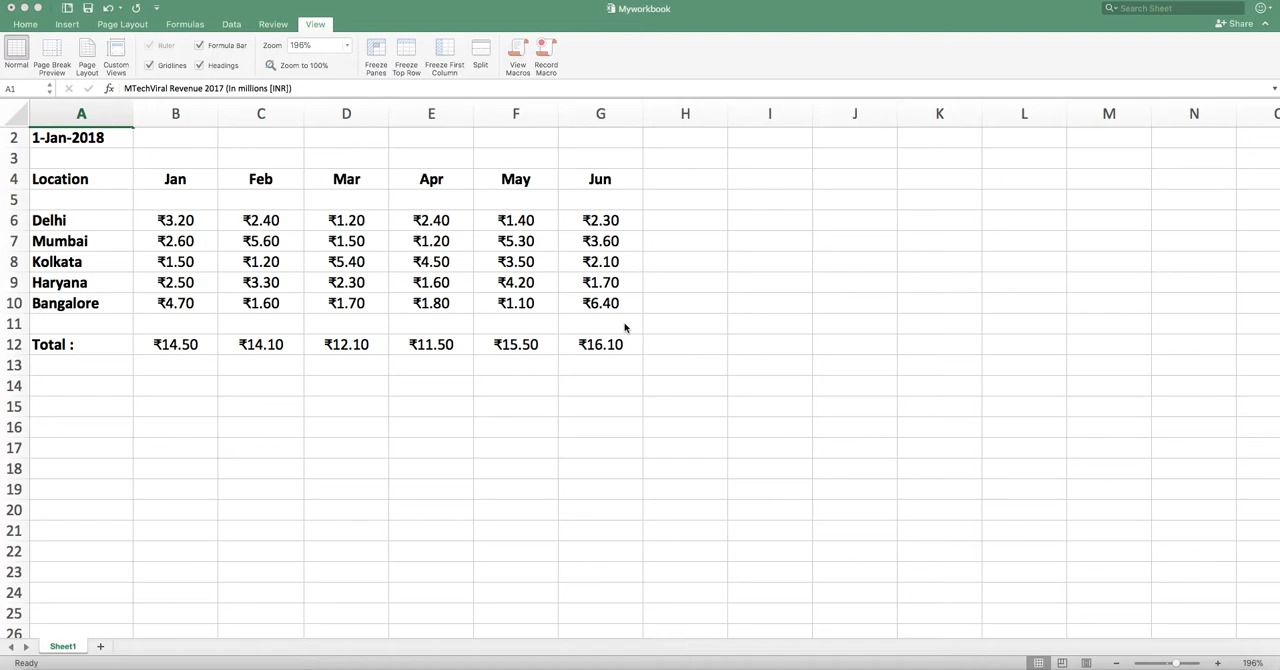 Myworkbook
Search Sheet
Home Insert Page Layout Formulas Data Review View
Share
Ruler Formula Bar Zoom 196%
Gridlines Headings Zoom to 100%
Normal Page Break Preview Page Layout Custom Views Freeze Panes Freeze Top Row Freeze First Column Split View Macros Record Macro
A1 fx MTechViral Revenue 2017 (In millions [INR])
A B C D E F G H I J K L M N
2 1-Jan-2018
3
4 Location Jan Feb Mar Apr May Jun
5
6 Delhi ₹3.20 ₹2.40 ₹1.20 ₹2.40 ₹1.40 ₹2.30
7 Mumbai ₹2.60 ₹5.60 ₹1.50 ₹1.20 ₹5.30 ₹3.60
8 Kolkata ₹1.50 ₹1.20 ₹5.40 ₹4.50 ₹3.50 ₹2.10
9 Haryana ₹2.50 ₹3.30 ₹2.30 ₹1.60 ₹4.20 ₹1.70
10 Bangalore ₹4.70 ₹1.60 ₹1.70 ₹1.80 ₹1.10 ₹6.40
11
12 Total : ₹14.50 ₹14.10 ₹12.10 ₹11.50 ₹15.50 ₹16.10
13
14
15
16
17
18
19
20
21
22
23
24
25
26
Sheet1
Ready 196%